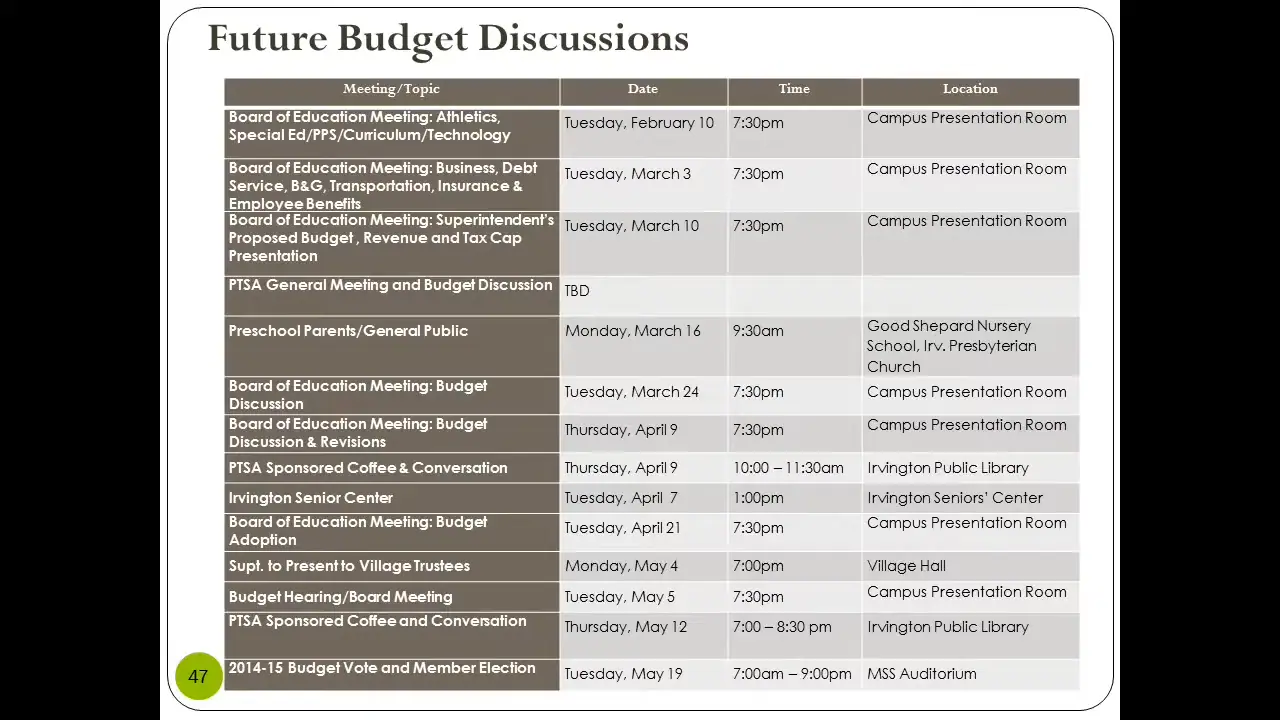 Future Budget Discussions
Meeting/Topic Date Time Location
Board of Education Meeting: Athletics,
Special Ed/PPS/Curriculum/Technology
Tuesday, February 10 7:30pm Campus Presentation Room
Board of Education Meeting: Business, Debt
Service, B&G, Transportation, Insurance &
Employee Benefits
Tuesday, March 3 7:30pm Campus Presentation Room
Board of Education Meeting: Superintendent's
Proposed Budget , Revenue and Tax Cap
Presentation
Tuesday, March 10 7:30pm Campus Presentation Room
PTSA General Meeting and Budget Discussion
TBD
Preschool Parents/General Public Monday, March 16 9:30am
Good Shepard Nursery
School, Irv. Presbyterian
Church
Board of Education Meeting: Budget
Discussion
Tuesday, March 24 7:30pm Campus Presentation Room
Board of Education Meeting: Budget
Discussion & Revisions
Thursday, April 9 7:30pm Campus Presentation Room
PTSA Sponsored Coffee & Conversation Thursday, April 9 10:00 – 11:30am Irvington Public Library
Irvington Senior Center Tuesday, April 7 1:00pm Irvington Seniors' Center
Board of Education Meeting: Budget
Adoption
Tuesday, April 21 7:30pm Campus Presentation Room
Supt. to Present to Village Trustees Monday, May 4 7:00pm Village Hall
Budget Hearing/Board Meeting Tuesday, May 5 7:30pm Campus Presentation Room
PTSA Sponsored Coffee and Conversation Thursday, May 12 7:00 – 8:30 pm Irvington Public Library
2014-15 Budget Vote and Member Election Tuesday, May 19 7:00am – 9:00pm MSS Auditorium
47